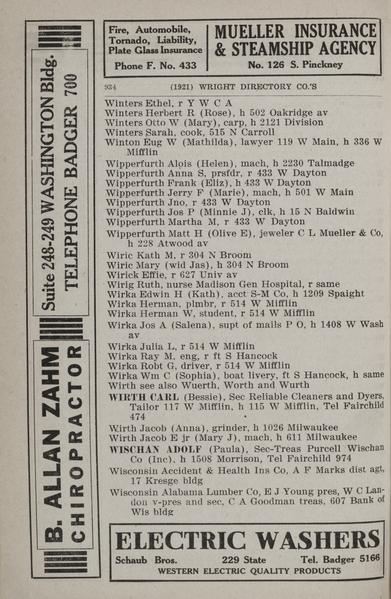 Fire, Automobile,
Tornado, Liability,
Plate Glass Insurance
Phone F. No. 433
MUELLER INSURANCE
& STEAMSHIP AGENCY
No. 126 S. Pinckney
934 (1921) WRIGHT DIRECTORY CO.'S
Winters Ethel, r Y W C A
Winters Herbert R (Rose), h 502 Oakridge av
Winters Otto W (Mary), carp, h 2121 Division
Winters Sarah, cook, 515 N Carroll
Winton Eug W (Mathilda), lawyer 119 W Main, h 336 W
Mifflin
Wipperfurth Alois (Helen), mach, h 2230 Talmadge
Wipperfurth Anna S, prsfdr, r 433 W Dayton
Wipperfurth Frank (Eliz), h 433 W Dayton
Wipperfurth Jerry F (Marie), mach, h 501 W Main
Wipperfurth Jno, r 433 W Dayton
Wipperfurth Jos P (Minnie J), clk, h 15 N Baldwin
Wipperfurth Martha M, r 433 W Dayton
Wipperfurth Matt H (Olive E), jeweler C L Mueller & Co,
h 228 Atwood av
Wiric Kath M, r 304 N Broom
Wiric Mary (wid Jas), h 304 N Broom
Wirick Effie, r 627 Univ av
Wirig Ruth, nurse Madison Gen Hospital, r same
Wirka Edwin H (Kath), acct S-M Co, h 1209 Spaight
Wirka Herman, plmbr, r 514 W Mifflin
Wirka Herman W, student, r 514 W Mifflin
Wirka Jos A (Salena), supt of mails P O, h 1408 W Wash
av
Wirka Julia L, r 514 W Mifflin
Wirka Ray M, eng, r ft S Hancock
Wirka Robt G, driver, r 514 W Mifflin
Wirka Wm C (Sophia), boat livery, ft S Hancock, h same
Wirth see also Wuerth, Worth and Wurth
WIRTH CARL (Bessie), Sec Reliable Cleaners and Dyers,
Tailor 117 W Mifflin, h 115 W Mifflin, Tel Fairchild
474
Wirth Jacob (Anna), grinder, h 1026 Milwaukee
Wirth Jacob E jr (Mary J), mach, h 611 Milwaukee
WISCHAN ADOLF (Paula), Sec-Treas Purcell Wischan
Co (Inc), h 1508 Morrison, Tel Fairchild 974
Wisconsin Accident & Health Ins Co, A F Marks dist agt,
17 Kresge bldg
Wisconsin Alabama Lumber Co, E J Young pres, W C Lan-
don v-pres and sec, C A Goodman treas, 607 Bank of
Wis bldg
B. ALLAN ZAHM
CHIROPRACTOR
Suite 248-249 WASHINGTON Bldg.
TELEPHONE BADGER 700
ELECTRIC WASHERS
Schaub Bros. 229 State Tel. Badger 5166
WESTERN ELECTRIC QUALITY PRODUCTS